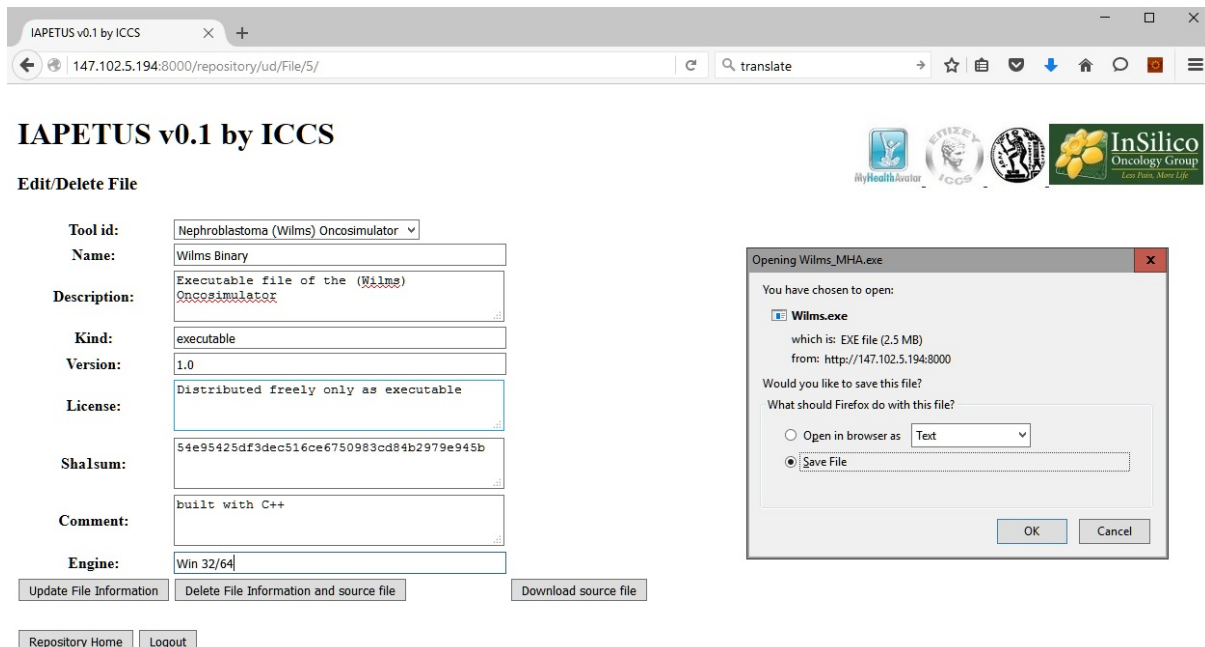 IAPETUS v0.1 by ICCS
147.102.5.194:8000/repository/ud/File/5/
translate
IAPETUS v0.1 by ICCS
MyHealthAvatar
ΕΠΙΣΕΥ
ICCS
InSilico
Oncology Group
Less Pain, More Life
Edit/Delete File
Tool id: Nephroblastoma (Wilms) Oncosimulator
Name: Wilms Binary
Description: Executable file of the (Wilms)
Oncosimulator
Kind: executable
Version: 1.0
License: Distributed freely only as executable
Sha1sum: 54e95425df3dec516ce6750983cd84b2979e945b
Comment: built with C++
Engine: Win 32/64
Update File Information Delete File Information and source file Download source file
Repository Home Logout
Opening Wilms_MHA.exe
You have chosen to open:
Wilms.exe
which is: EXE file (2.5 MB)
from: http://147.102.5.194:8000
Would you like to save this file?
What should Firefox do with this file?
Open in browser as Text
Save File
OK Cancel